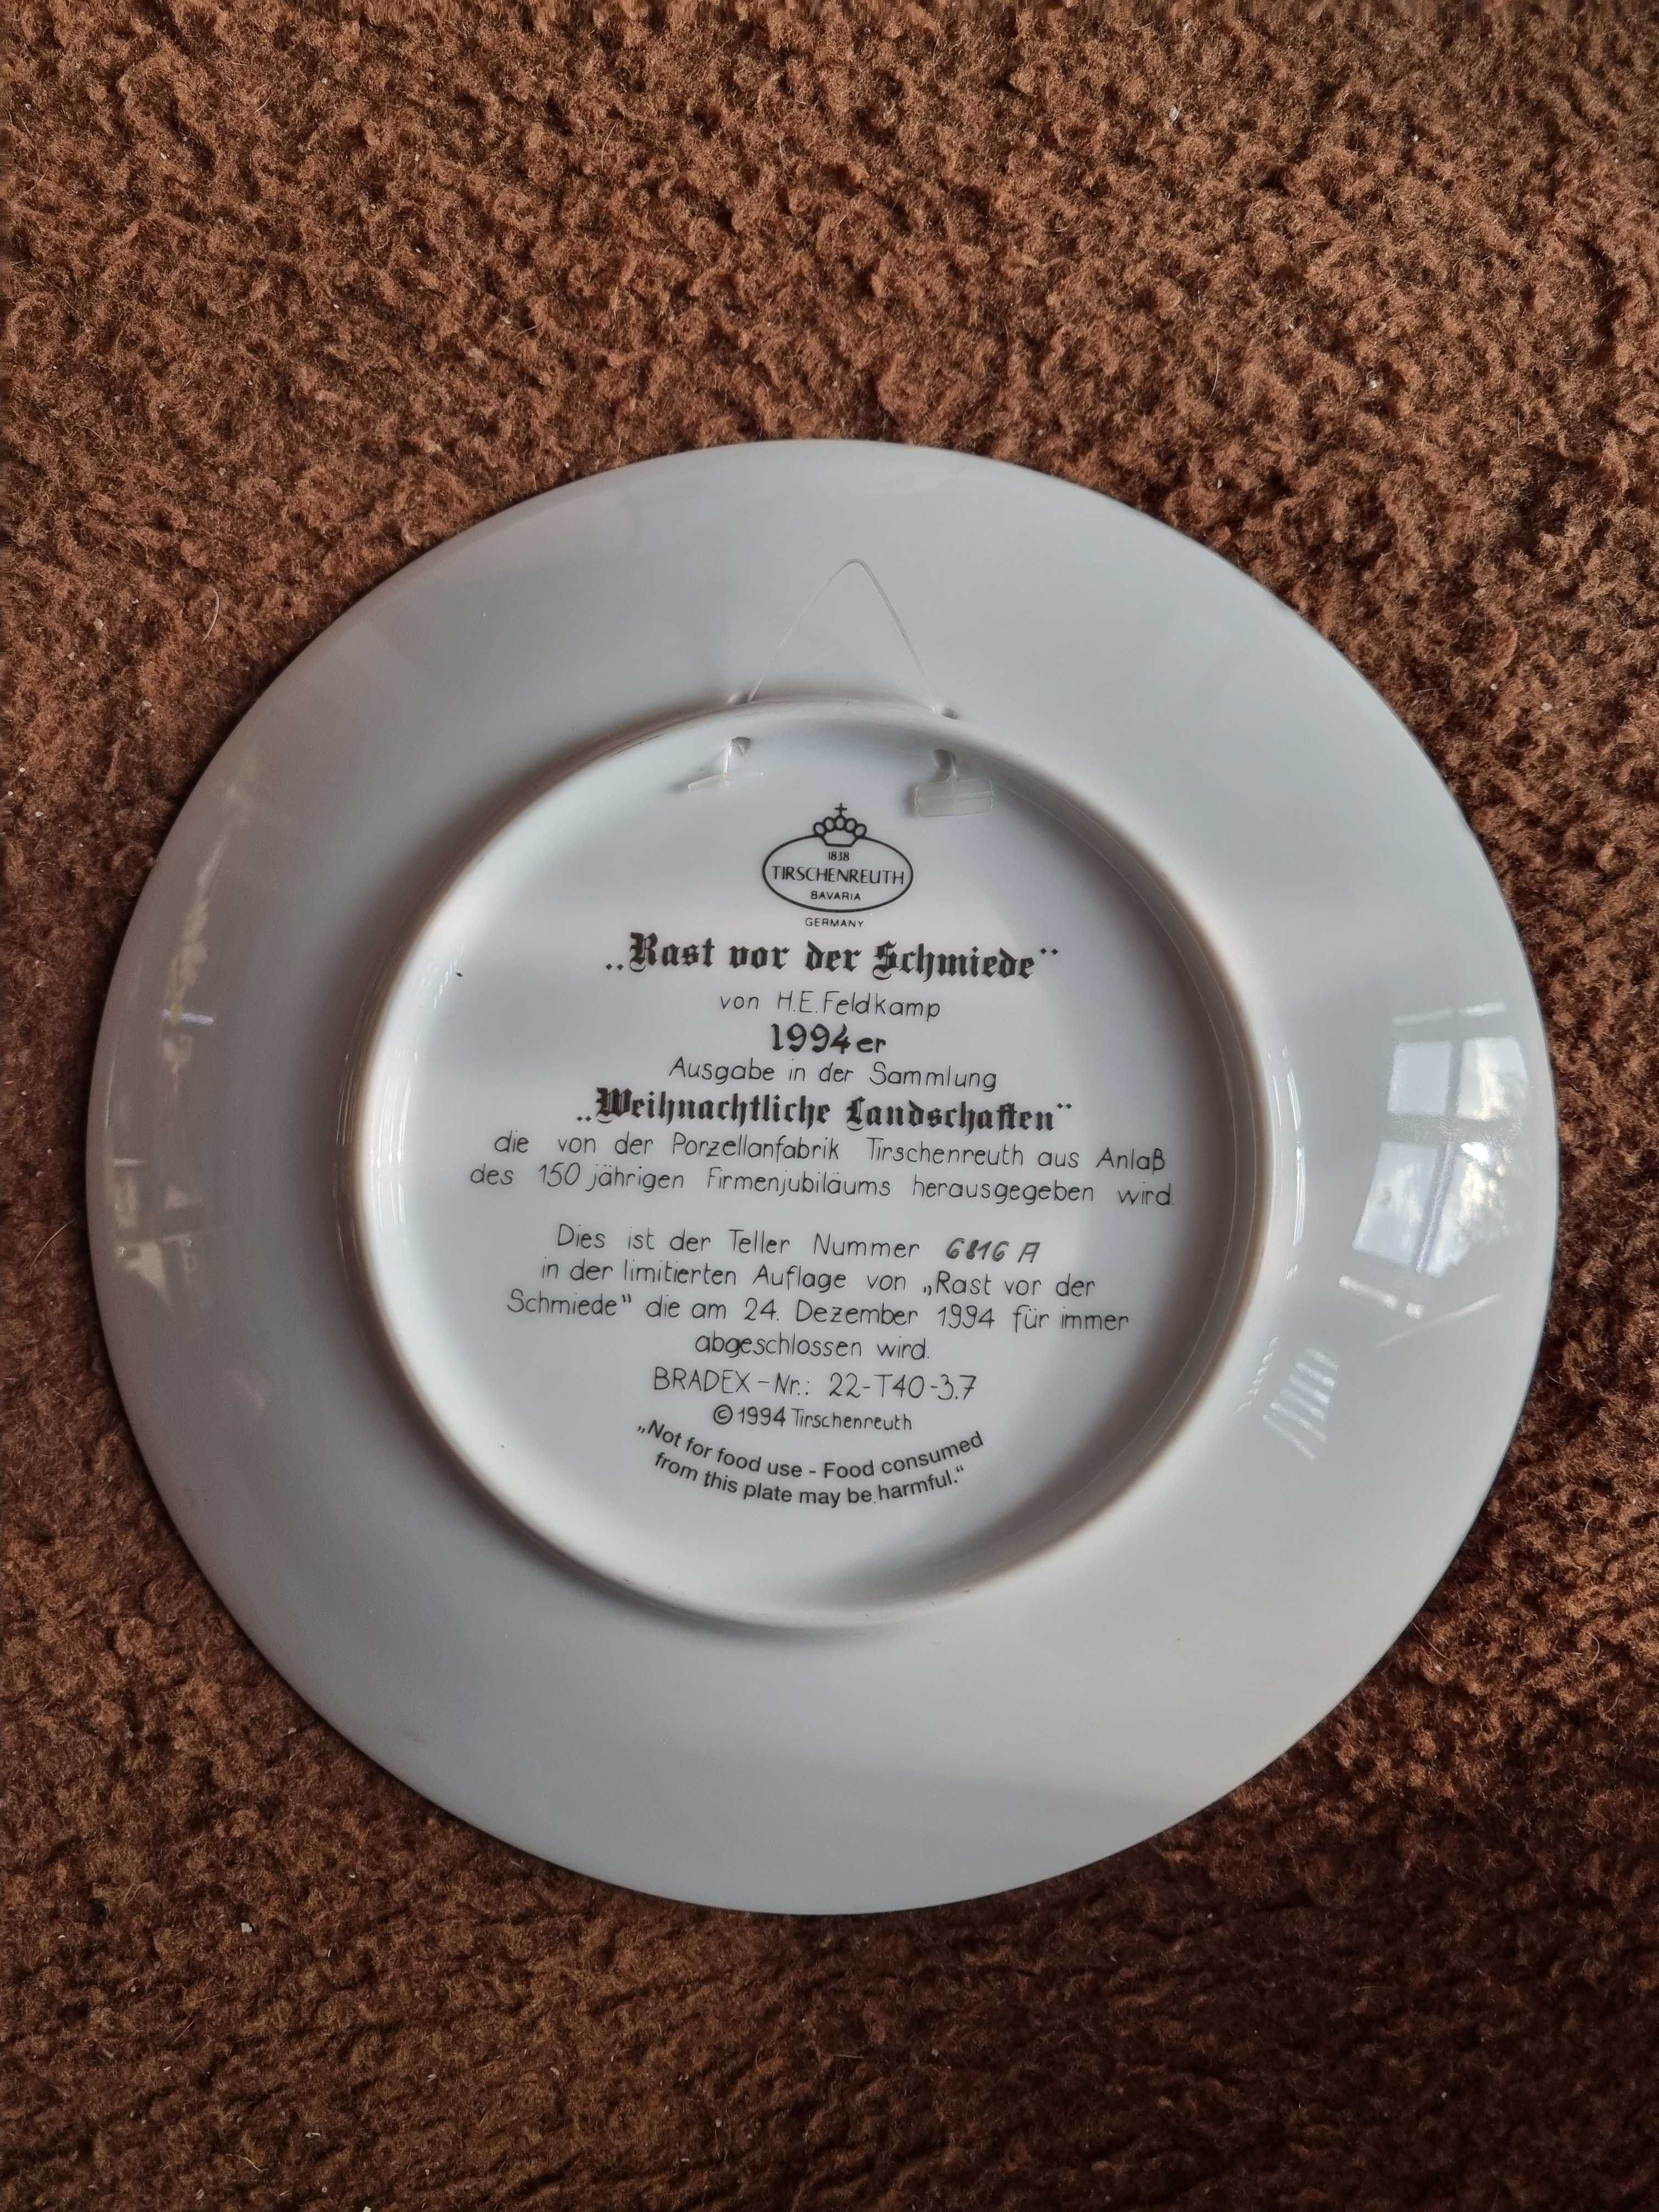 1838
TIRSCHENREUTH
BAVARIA
GERMANY
„Rast vor der Schmiede"
von H.E. Feldkamp
1994er
Ausgabe in der Sammlung
„Weihnachtliche Landschaften"
die von der Porzellanfabrik Tirschenreuth aus Anlaß
des 150 jährigen Firmenjubiläums herausgegeben wird.
Dies ist der Teller Nummer 6816 A
in der limitierten Auflage von „Rast vor der
Schmiede" die am 24. Dezember 1994 für immer
abgeschlossen wird.
BRADEX-Nr.: 22-T40-3.7
© 1994 Tirschenreuth
„Not for food use - Food consumed
from this plate may be harmful.“